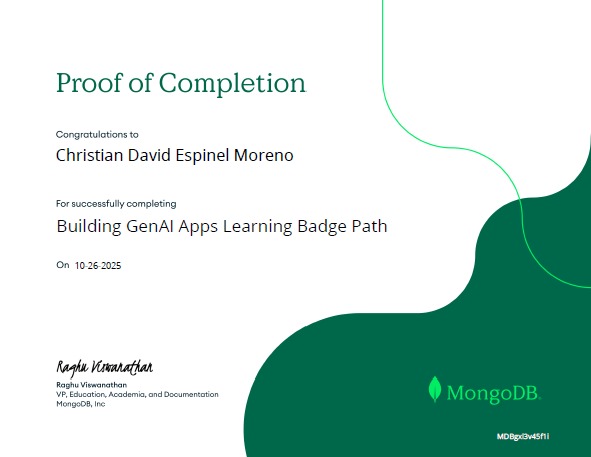 Proof of Completion
Congratulations to
Christian David Espinel Moreno
For successfully completing
Building GenAI Apps Learning Badge Path
On 10-26-2025
Raghu Viswanathan
Raghu Viswanathan
VP, Education, Academia, and Documentation
MongoDB, Inc
MongoDB.
MDBgxl3v45f1i